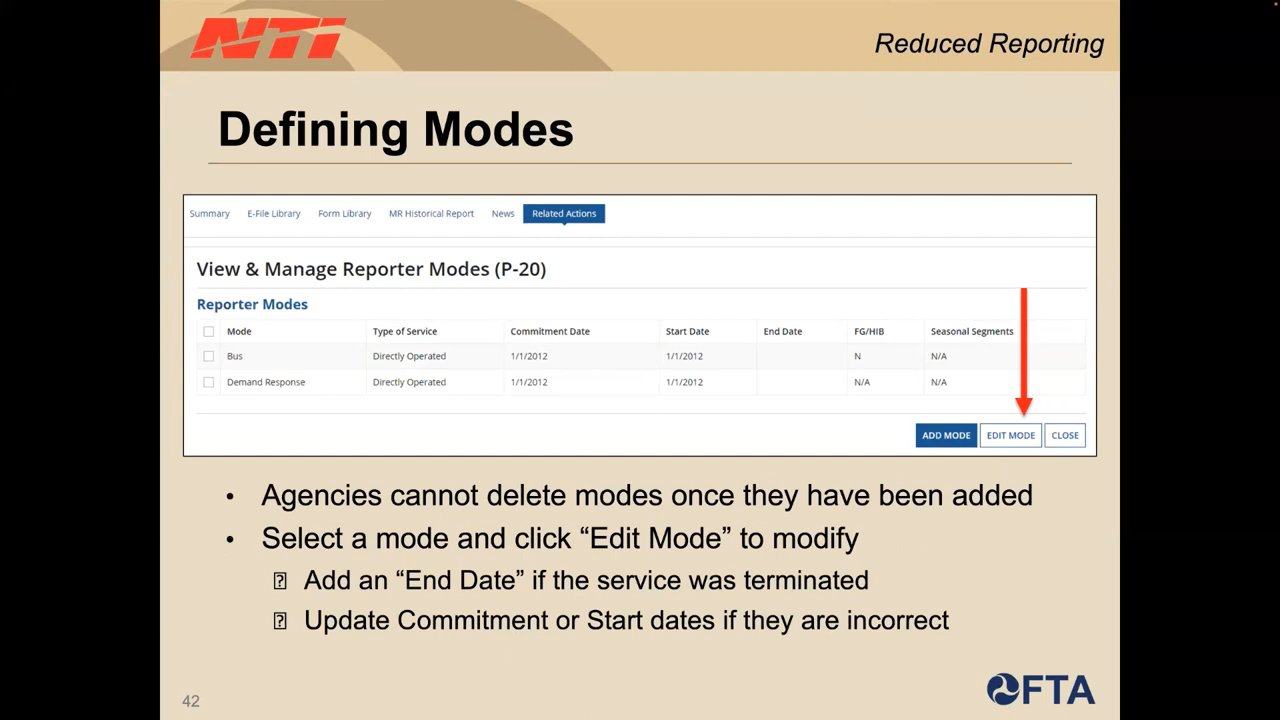 NTI
Reduced Reporting
Defining Modes
Summary E-File Library Form Library MR Historical Report News Related Actions
View & Manage Reporter Modes (P-20)
Reporter Modes
Mode Type of Service Commitment Date Start Date End Date FG/HIB Seasonal Segments
Bus Directly Operated 1/1/2012 1/1/2012 N N/A
Demand Response Directly Operated 1/1/2012 1/1/2012 N/A N/A
ADD MODE EDIT MODE CLOSE
• Agencies cannot delete modes once they have been added
• Select a mode and click “Edit Mode” to modify
Add an “End Date” if the service was terminated
Update Commitment or Start dates if they are incorrect
42
FTA